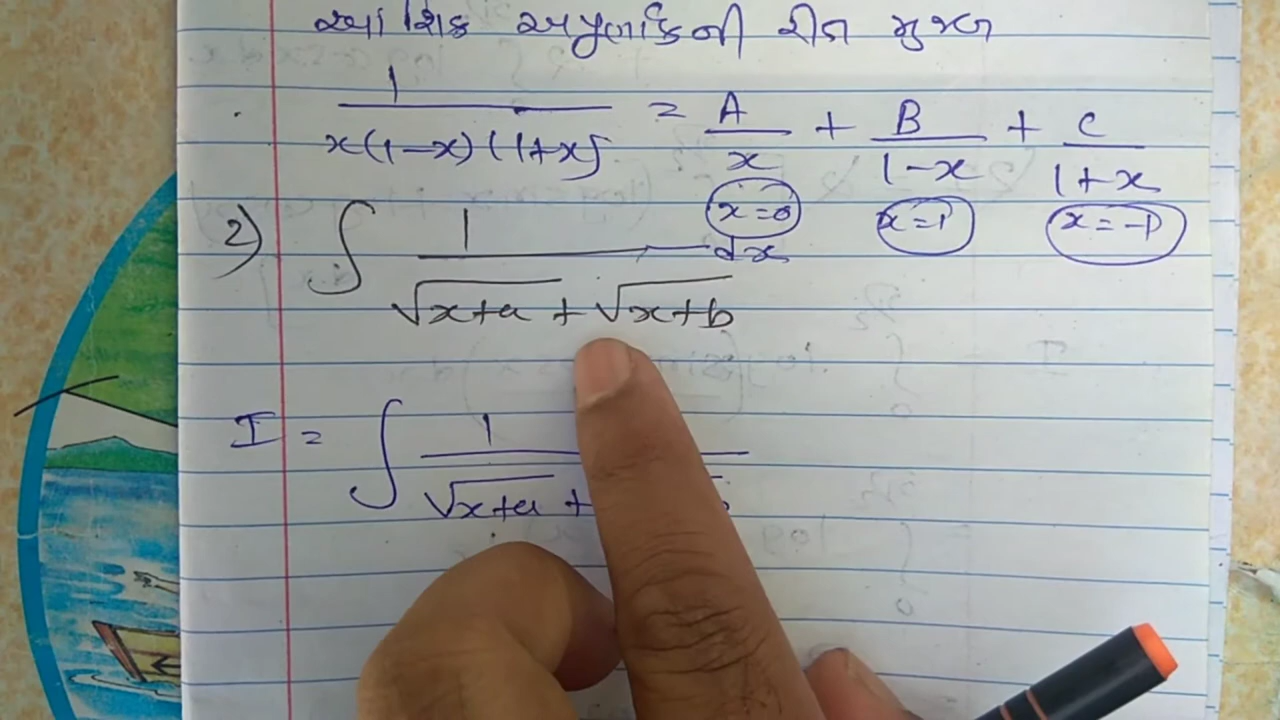 આંશિક અપૂર્ણાંકની રીત મુજબ
1 / x(1-x)(1+x) = A/x + B/1-x + C/1+x
x=0 x=1 x=-1
2) ∫ 1 / √x+a + √x+b dx
I = ∫ 1 / √x+a +